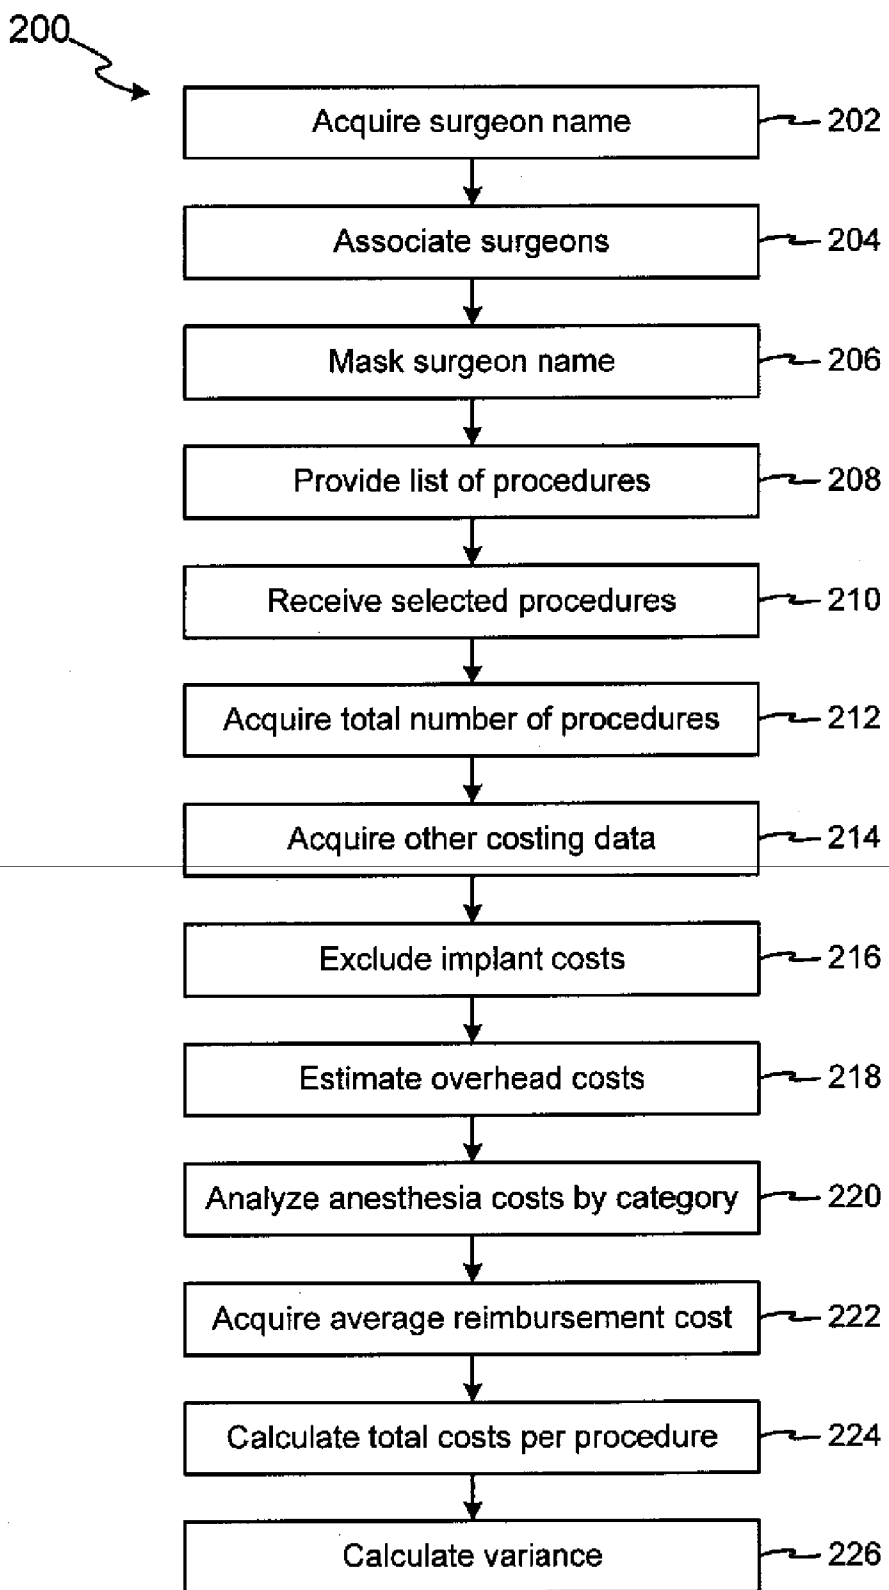 200
Acquire surgeon name 202
Associate surgeons 204
Mask surgeon name 206
Provide list of procedures 208
Receive selected procedures 210
Acquire total number of procedures 212
Acquire other costing data 214
Exclude implant costs 216
Estimate overhead costs 218
Analyze anesthesia costs by category 220
Acquire average reimbursement cost 222
Calculate total costs per procedure 224
Calculate variance 226